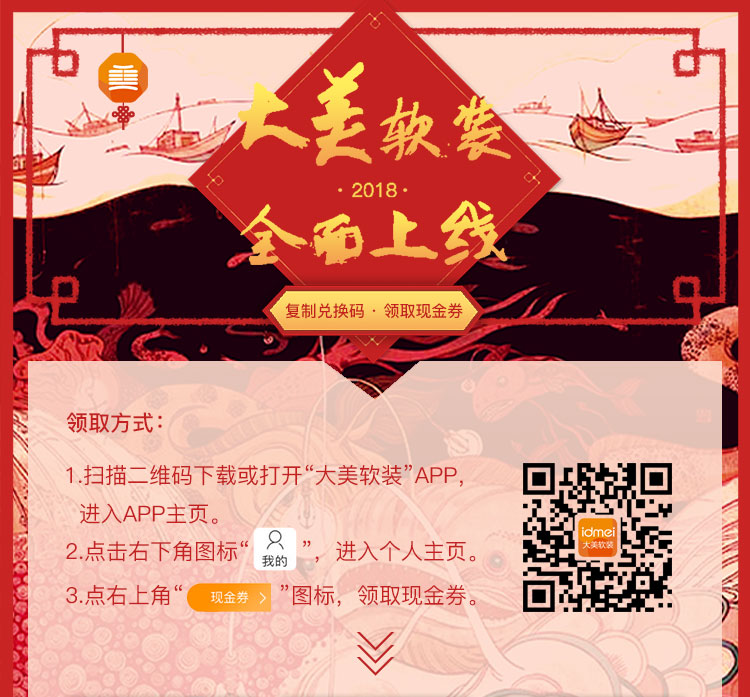 大美软装
·2018·
全面上线
复制兑换码 · 领取现金券
领取方式：
1.扫描二维码下载或打开“大美软装”APP，
进入APP主页。
2.点击右下角图标“我的”，进入个人主页。
3.点右上角“现金券 >”图标，领取现金券。
idmei
大美软装